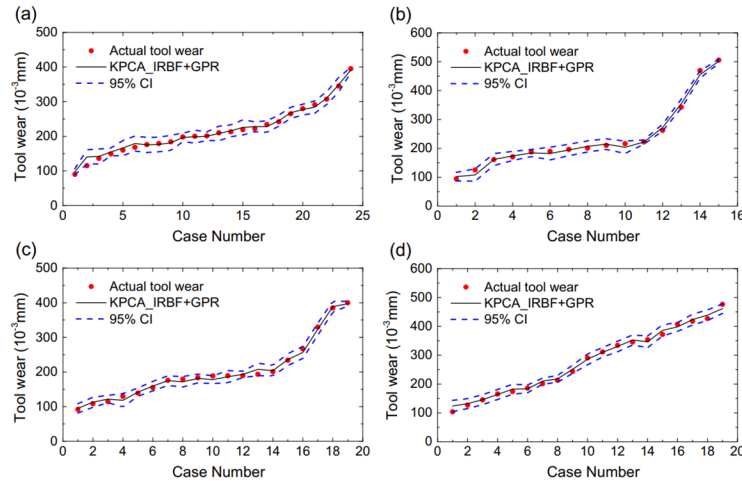 (a)
500
400
300
200
100
0
Tool wear (10⁻³mm)
Actual tool wear
KPCA_IRBF+GPR
95% CI
0 5 10 15 20 25
Case Number
(b)
600
500
400
300
200
100
0
Tool wear (10⁻³mm)
Actual tool wear
KPCA_IRBF+GPR
95% CI
0 2 4 6 8 10 12 14 16
Case Number
(c)
500
400
300
200
100
0
Tool wear (10⁻³mm)
Actual tool wear
KPCA_IRBF+GPR
95% CI
0 2 4 6 8 10 12 14 16 18 20
Case Number
(d)
600
500
400
300
200
100
0
Tool wear (10⁻³mm)
Actual tool wear
KPCA_IRBF+GPR
95% CI
0 2 4 6 8 10 12 14 16 18 20
Case Number